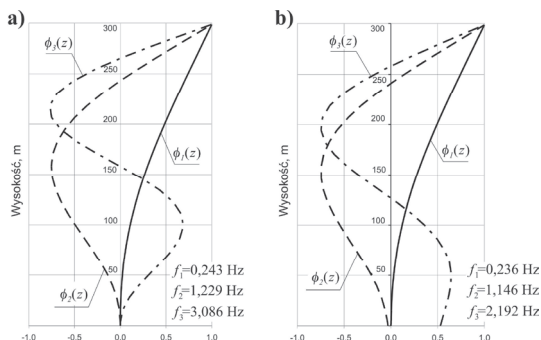 a)
300
250
200
150
100
50
Wysokość, m
ϕ₃(z)
ϕ₁(z)
ϕ₂(z)
f₁=0,243 Hz
f₂=1,229 Hz
f₃=3,086 Hz
-1.0 -0.5 0.0 0.5 1.0
b)
300
250
200
150
100
50
Wysokość, m
ϕ₃(z)
ϕ₁(z)
ϕ₂(z)
f₁=0,236 Hz
f₂=1,146 Hz
f₃=2,192 Hz
-1.0 -0.5 0.0 0.5 1.0